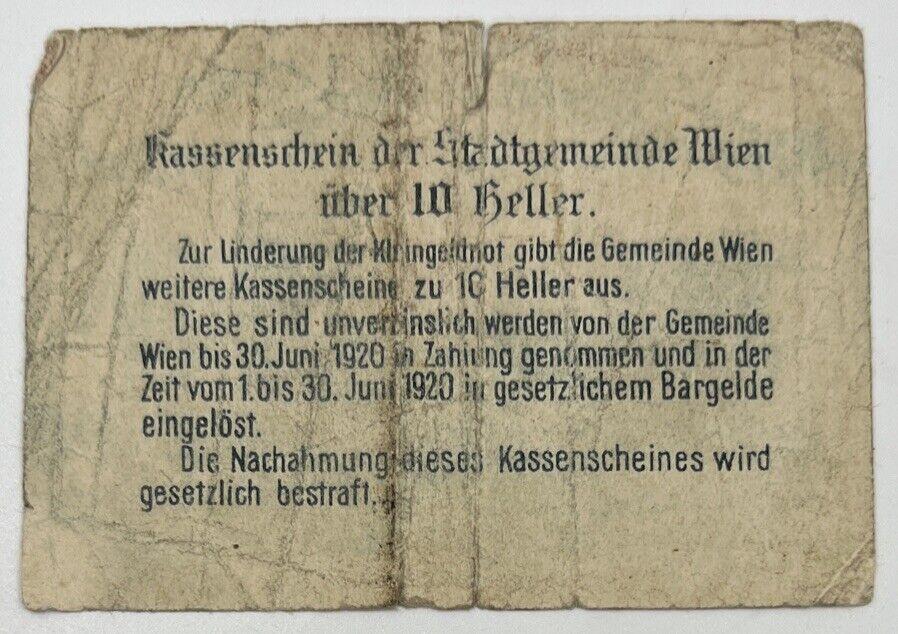 Kassenschein der Stadtgemeinde Wien
über 10 Heller.
Zur Linderung der Kleingeldnot gibt die Gemeinde Wien
weitere Kassenscheine zu 10 Heller aus.
Diese sind unverzinslich werden von der Gemeinde
Wien bis 30. Juni 1920 in Zahlung genommen und in der
Zeit vom 1. bis 30. Juni 1920 in gesetzlichem Bargelde
eingelöst.
Die Nachahmung dieses Kassenscheines wird
gesetzlich bestraft.